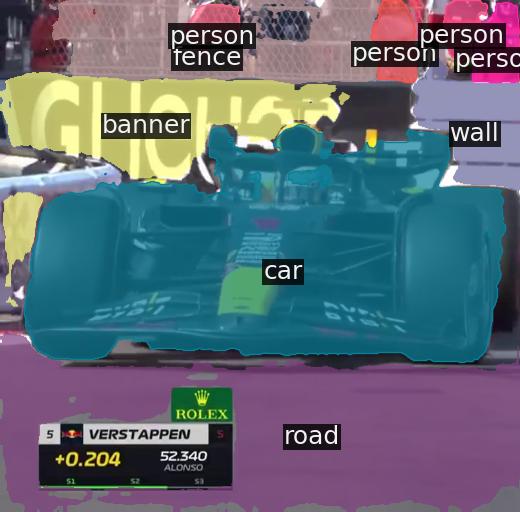 person
fence
person
person
perso
banner
wall
car
road
ROLEX
5 VERSTAPPEN 5
+0.204 52.340
ALONSO
S1 S2 S3